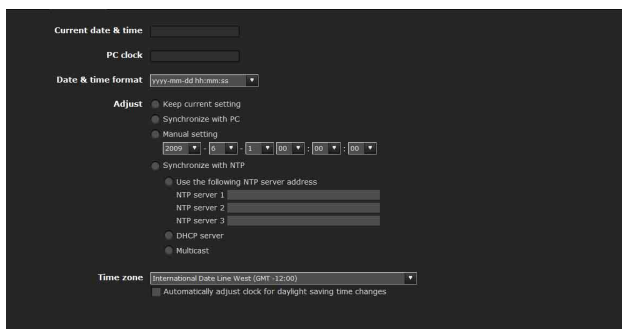 Current date & time
PC clock
Date & time format yyyy-mm-dd hh:mm:ss
Adjust Keep current setting
Synchronize with PC
Manual setting
2009 - 6 - 1 00 : 00 : 00
Synchronize with NTP
Use the following NTP server address
NTP server 1
NTP server 2
NTP server 3
DHCP server
Multicast
Time zone International Date Line West (GMT -12:00)
Automatically adjust clock for daylight saving time changes